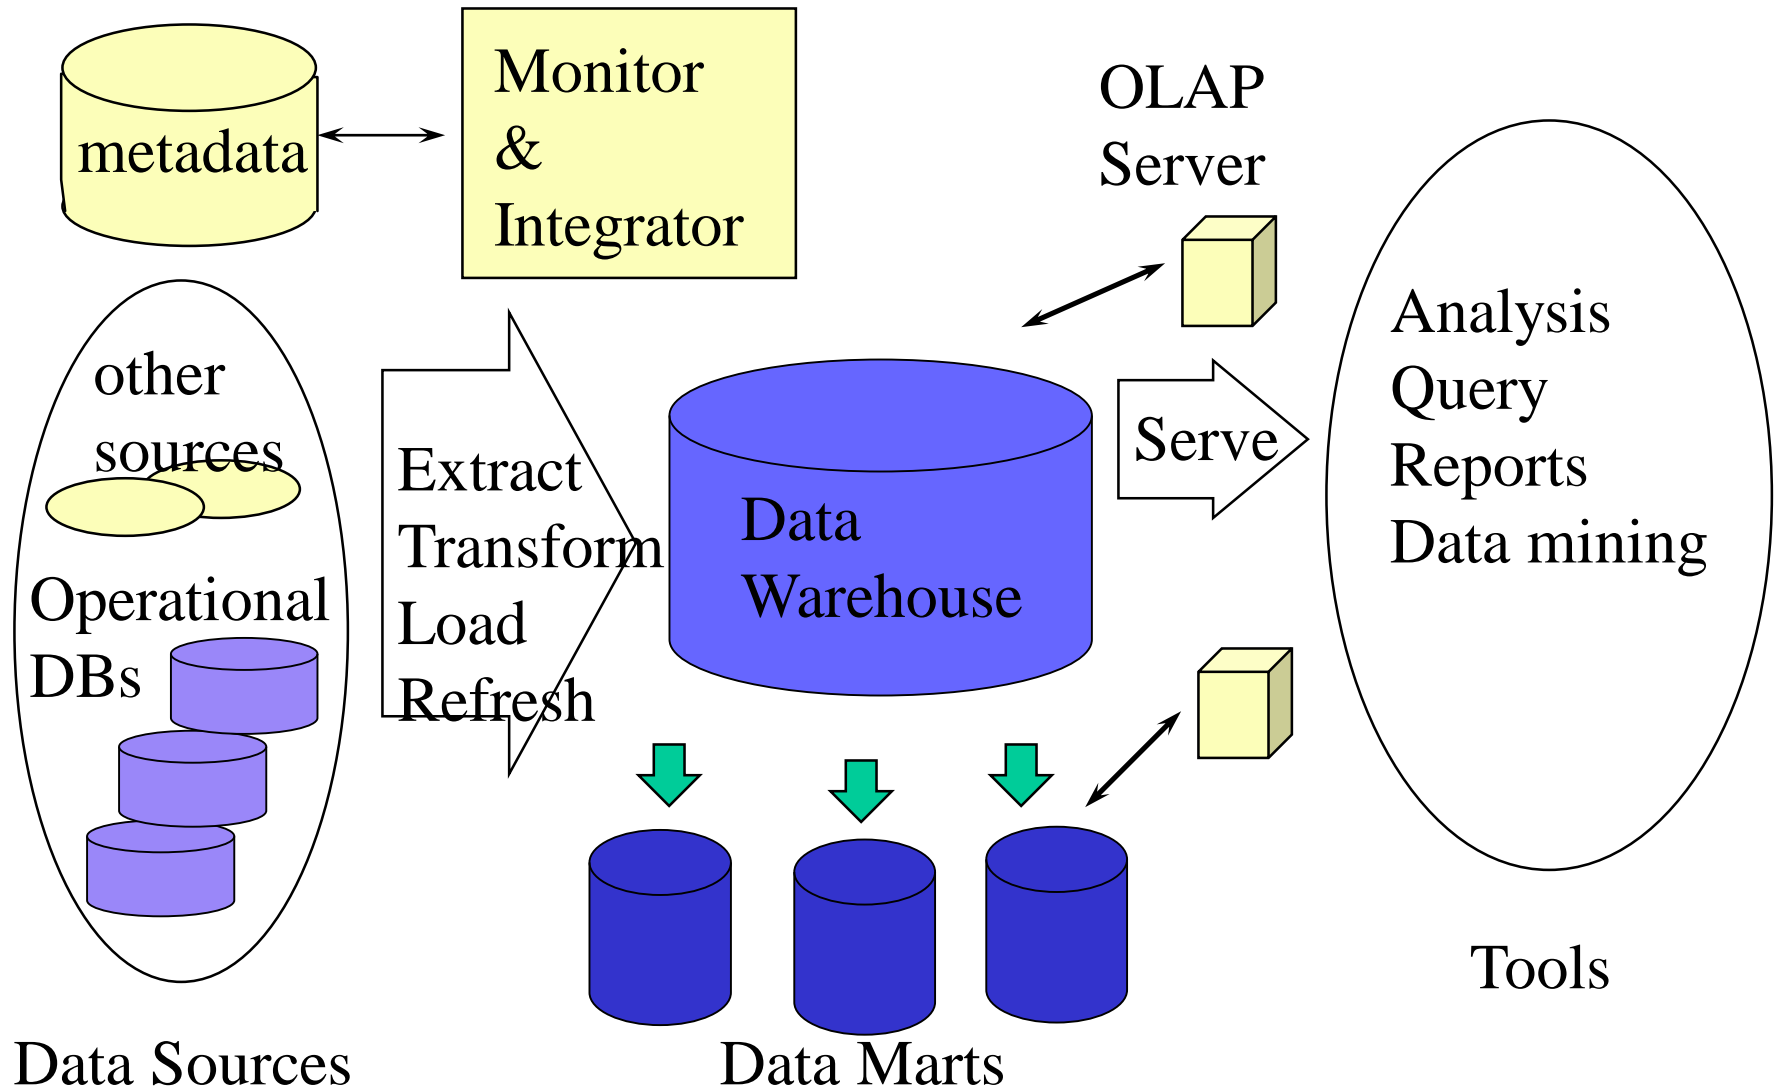 metadata
Monitor
&
Integrator
OLAP
Server
other
sources
Operational
DBs
Extract
Transform
Load
Refresh
Data
Warehouse
Serve
Analysis
Query
Reports
Data mining
Tools
Data Sources
Data Marts